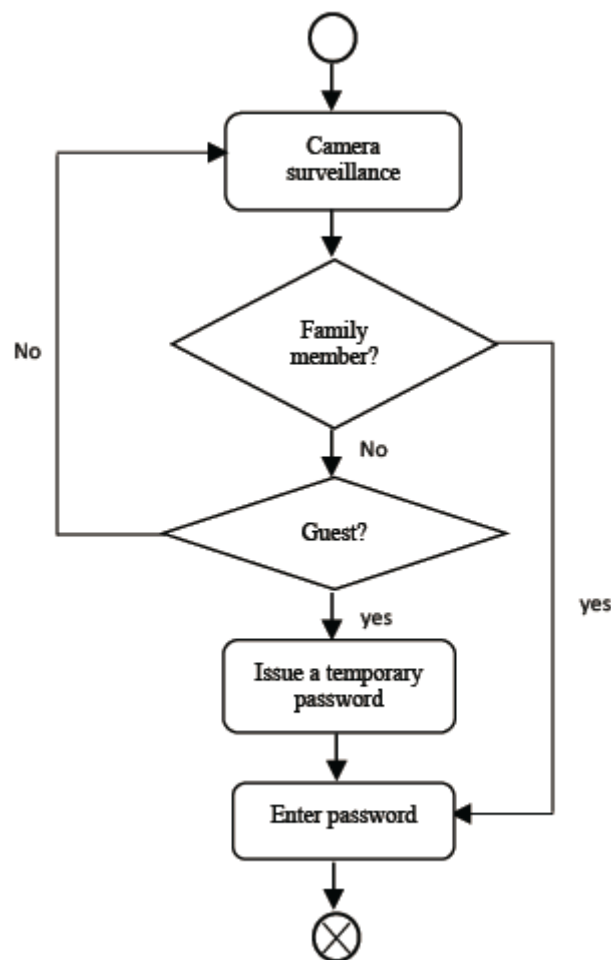 Camera
surveillance
Family
member?
No
No
Guest?
yes
yes
Issue a temporary
password
Enter password